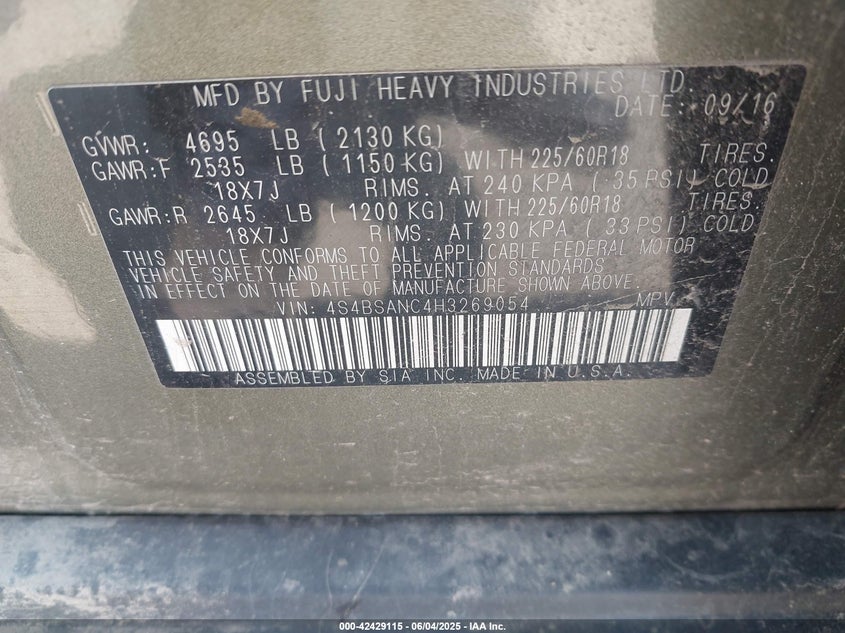 MFD BY FUJI HEAVY INDUSTRIES LTD.
DATE: 09/16
GVWR: 4695 LB ( 2130 KG)
GAWR:F 2535 LB ( 1150 KG) WITH 225/60R18 TIRES.
18X7J RIMS. AT 240 KPA ( 35 PSI) COLD
GAWR:R 2645 LB ( 1200 KG) WITH 225/60R18 TIRES.
18X7J RIMS. AT 230 KPA ( 33 PSI) COLD
THIS VEHICLE CONFORMS TO ALL APPLICABLE FEDERAL MOTOR
VEHICLE SAFETY AND THEFT PREVENTION STANDARDS
IN EFFECT ON THE DATE OF MANUFACTURE SHOWN ABOVE.
VIN: 4S4BSANC4H3269054 MPV
ASSEMBLED BY SIA INC. MADE IN U.S.A.
000-42429115 - 06/04/2025 - IAA Inc.